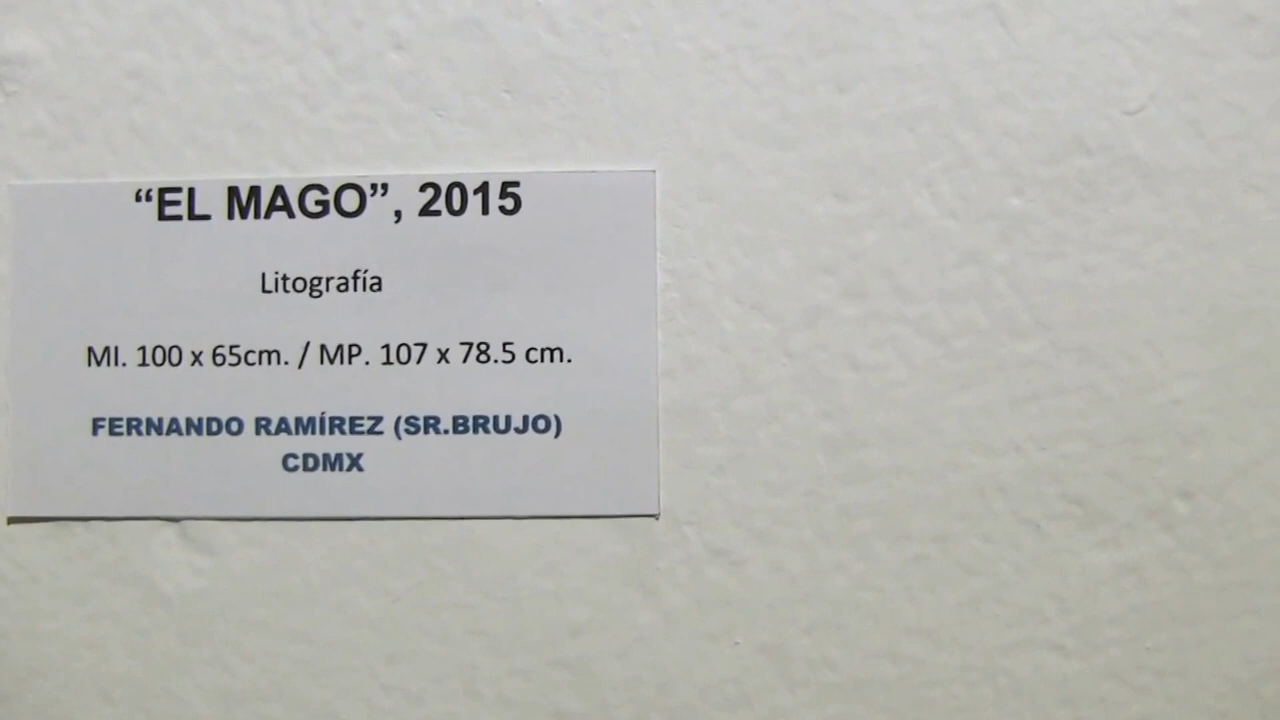 “EL MAGO”, 2015
Litografía
MI. 100 x 65cm. / MP. 107 x 78.5 cm.
FERNANDO RAMÍREZ (SR.BRUJO)
CDMX